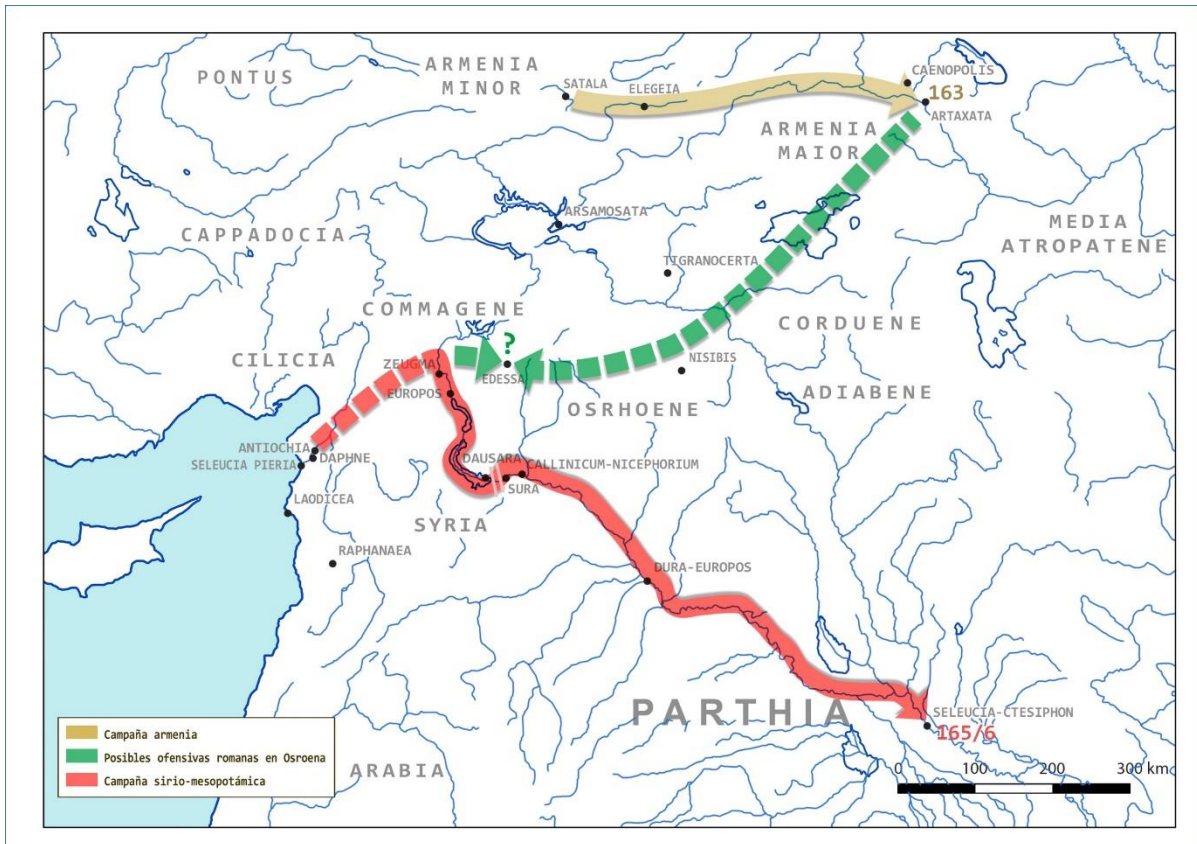 PONTUS
ARMENIA
MINOR
SATALA
ELEGEIA
CAENOPOLIS
163
ARTAXATA
ARMENIA
MAIOR
ARSAMOSATA
MEDIA
ATROPATENE
CAPPADOCIA
TIGRANOCERTA
COMMAGENE
CORDUENE
CILICIA
?
ZEUGMA
EDESSA
NISIBIS
EUROPOS
OSRHOENE
ADIABENE
ANTIOCHIA
DAPHNE
SELEUCIA PIERIA
DAUSARA
CALLINICUM-NICEPHORIUM
SURA
LAODICEA
SYRIA
RAPHANAEA
DURA-EUROPOS
PARTHIA
SELEUCIA-CTESIPHON
165/6
Campaña armenia
Posibles ofensivas romanas en Osroena
Campaña sirio-mesopotámica
ARABIA
0 100 200 300 km